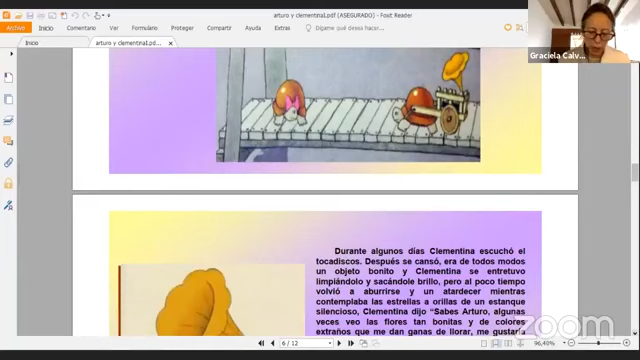 arturo y clementina.pdf (ASEGURADO) - Foxit Reader
Archivo Inicio Comentario Ver Formulario Proteger Compartir Ayuda Extras Dígame qué desea hacer...
Inicio arturo y clementinal.pdf... ×
Graciela Calv...
Durante algunos días Clementina escuchó el
tocadiscos. Después se cansó, era de todos modos
un objeto bonito y Clementina se entretuvo
limpiándolo y sacándole brillo, pero al poco tiempo
volvió a aburrirse y un atardecer mientras
contemplaba las estrellas a orillas de un estanque
silencioso, Clementina dijo "Sabes Arturo, algunas
veces veo las flores tan bonitas y de colores
extraños que me dan ganas de llorar, me gustaría
zoom
6 / 12
96,40%